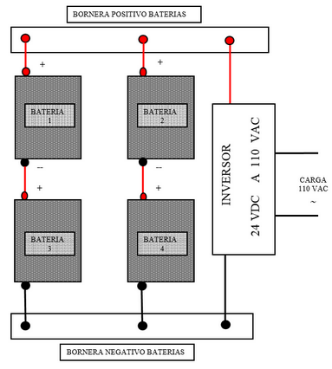 BORNERA POSITIVO BATERIAS
+
+
BATERIA
1
BATERIA
2
–
–
+
+
BATERIA
3
BATERIA
4
INVERSOR
24 VDC A 110 VAC
CARGA
110 VAC
~
BORNERA NEGATIVO BATERIAS